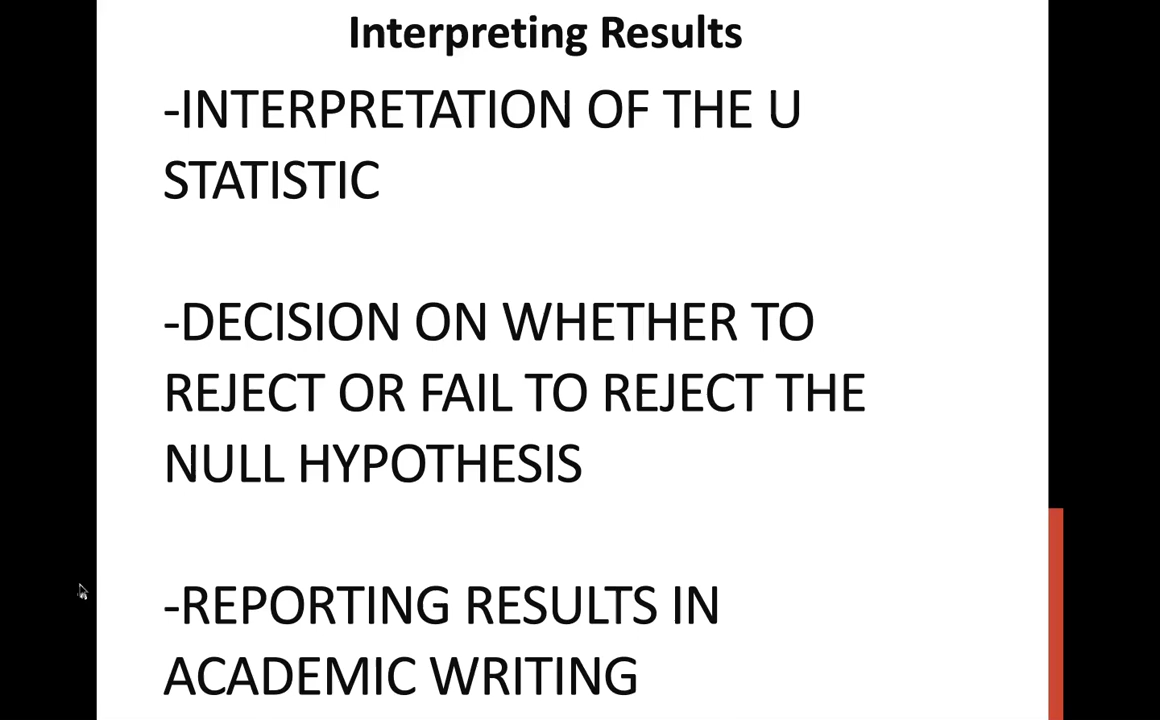 Interpreting Results
-INTERPRETATION OF THE U
STATISTIC
-DECISION ON WHETHER TO
REJECT OR FAIL TO REJECT THE
NULL HYPOTHESIS
-REPORTING RESULTS IN
ACADEMIC WRITING